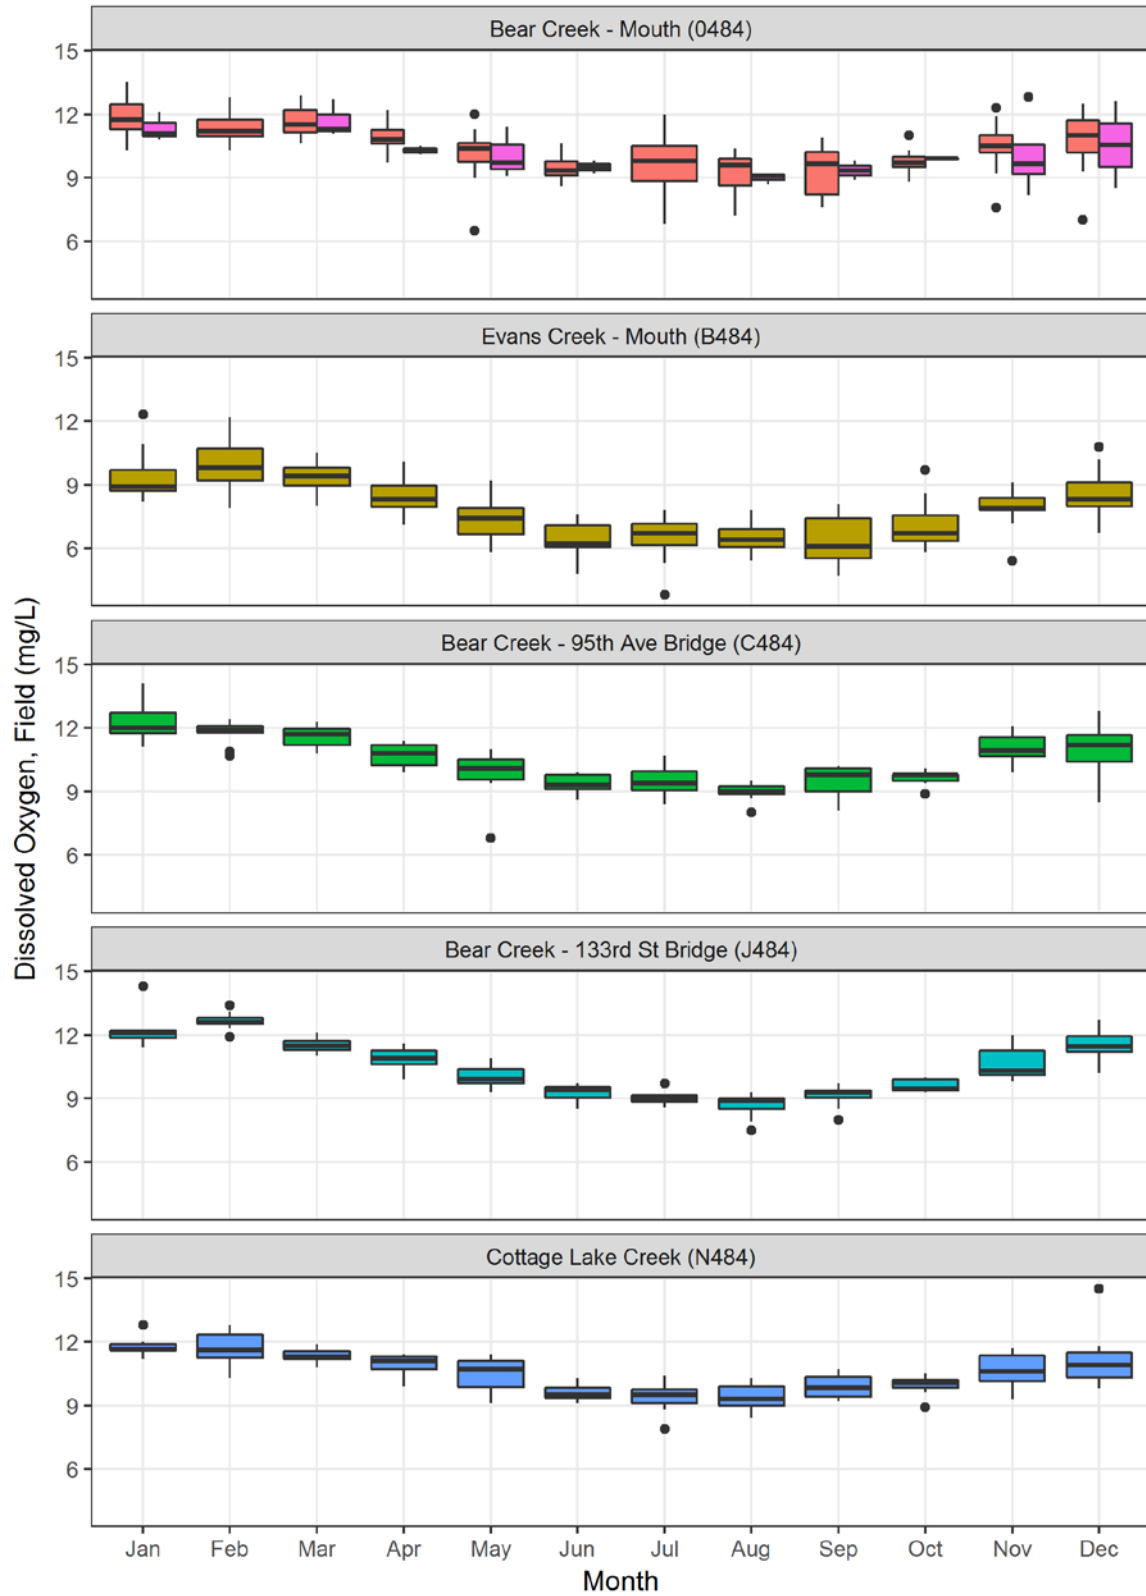 Bear Creek - Mouth (0484)
15
12
9
6
Evans Creek - Mouth (B484)
15
12
9
6
Bear Creek - 95th Ave Bridge (C484)
15
12
9
6
Dissolved Oxygen, Field (mg/L)
Bear Creek - 133rd St Bridge (J484)
15
12
9
6
Cottage Lake Creek (N484)
15
12
9
6
Jan Feb Mar Apr May Jun Jul Aug Sep Oct Nov Dec
Month